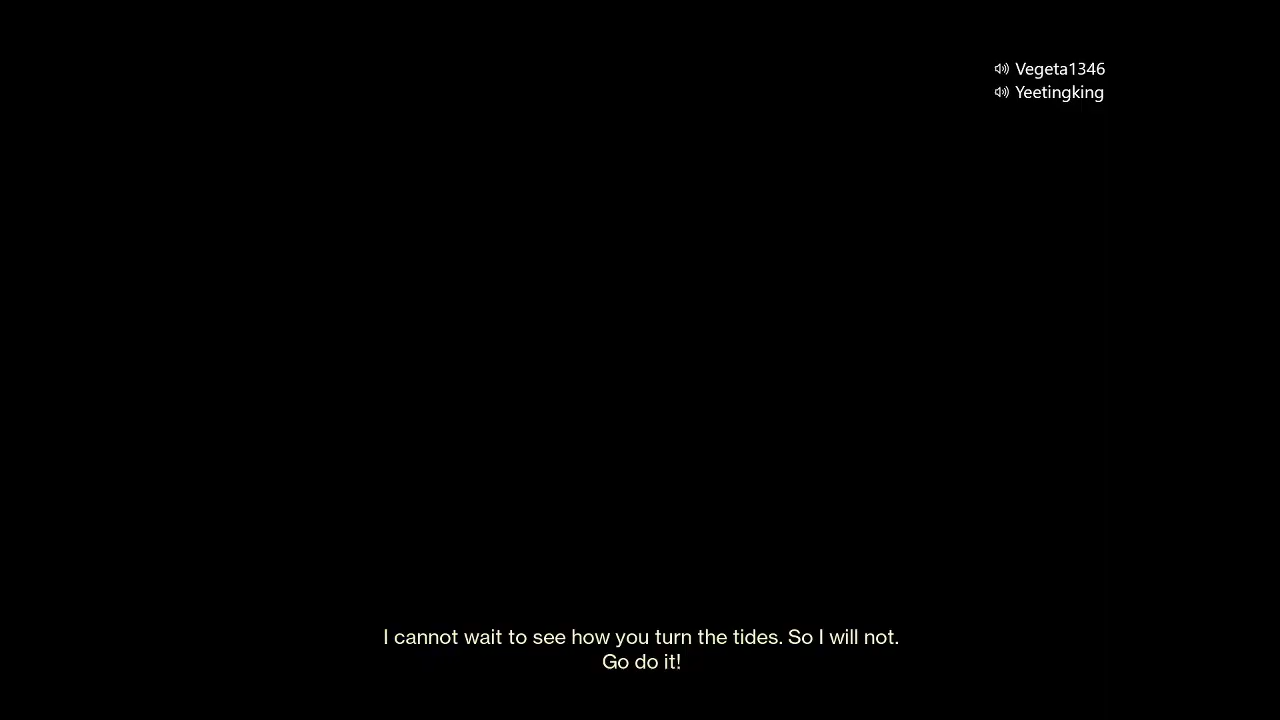 Vegeta1346
Yeetingking
I cannot wait to see how you turn the tides. So I will not.
Go do it!